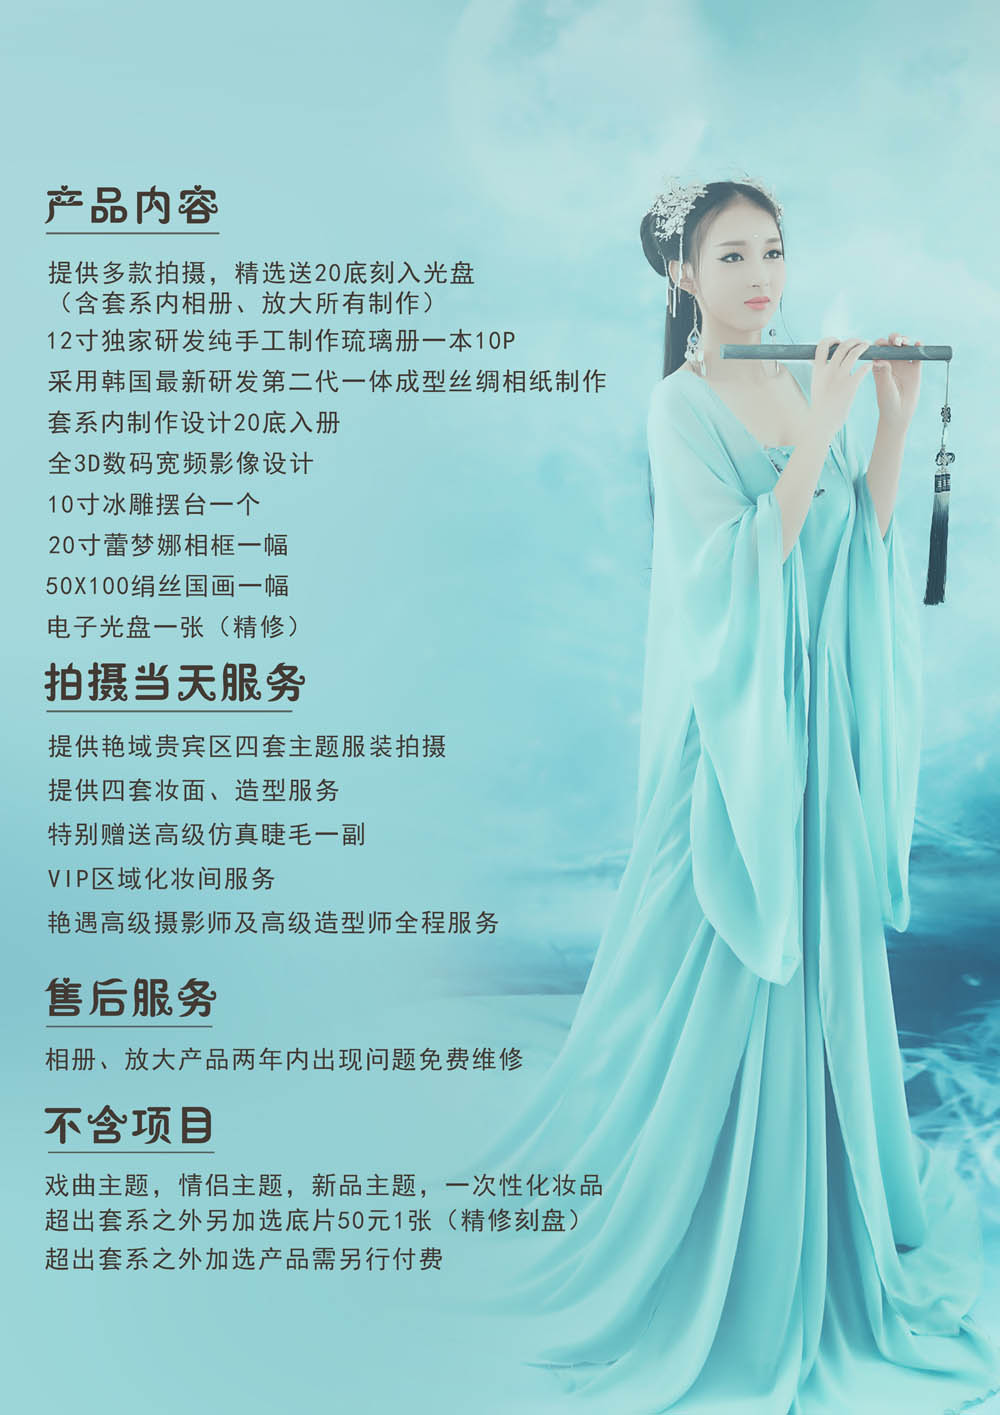 产品内容
提供多款拍摄，精选送20底刻入光盘
（含套系内相册、放大所有制作）
12寸独家研发纯手工制作琉璃册一本10P
采用韩国最新研发第二代一体成型丝绸相纸制作
套系内制作设计20底入册
全3D数码宽频影像设计
10寸冰雕摆台一个
20寸蕾梦娜相框一幅
50X100绢丝国画一幅
电子光盘一张（精修）
拍摄当天服务
提供艳域贵宾区四套主题服装拍摄
提供四套妆面、造型服务
特别赠送高级仿真睫毛一副
VIP区域化妆间服务
艳遇高级摄影师及高级造型师全程服务
售后服务
相册、放大产品两年内出现问题免费维修
不含项目
戏曲主题，情侣主题，新品主题，一次性化妆品
超出套系之外另加选底片50元1张（精修刻盘）
超出套系之外加选产品需另行付费